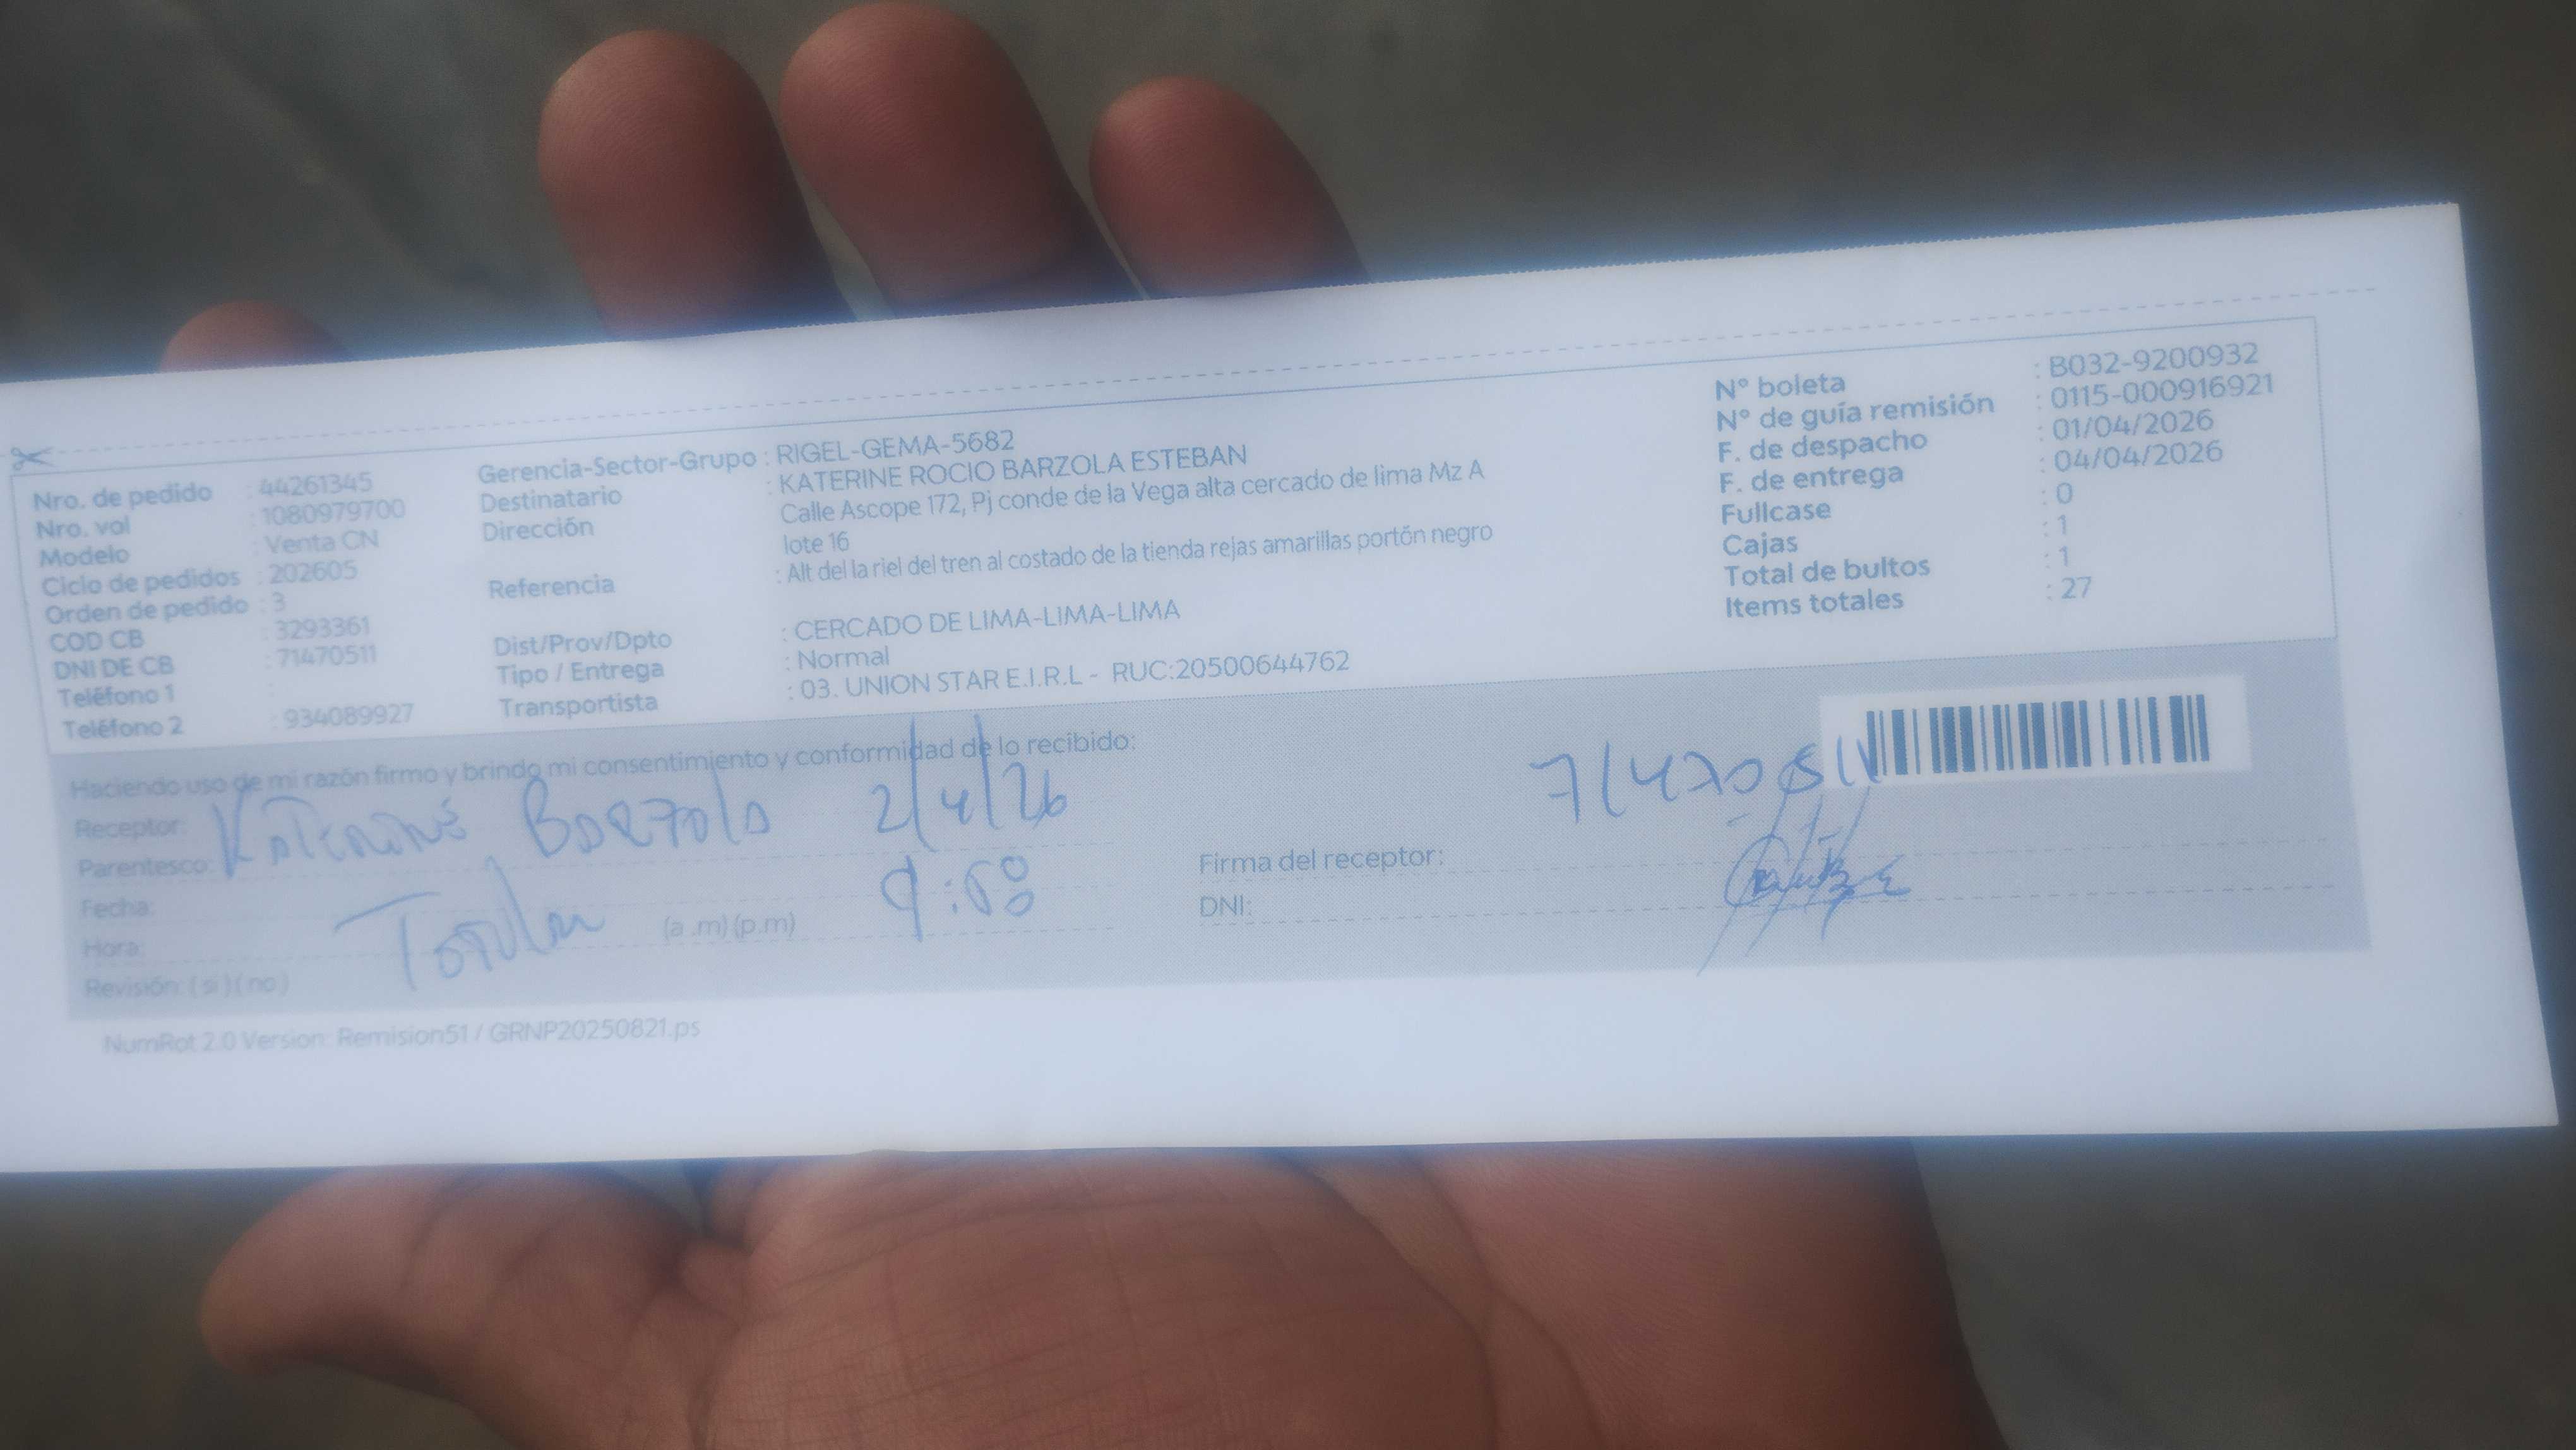 Nro. de pedido : 44261345
Nro. vol : 1080979700
Modelo : Venta CN
Ciclo de pedidos : 202605
Orden de pedido : 3
COD CB : 3293361
DNI DE CB : 71470511
Teléfono 1 :
Teléfono 2 : 934089927
Gerencia-Sector-Grupo : RIGEL-GEMA-5682
Destinatario : KATERINE ROCIO BARZOLA ESTEBAN
Dirección : Calle Ascope 172, Pj conde de la Vega alta cercado de lima Mz A
lote 16
Referencia : Alt del la riel del tren al costado de la tienda rejas amarillas portón negro
Dist/Prov/Dpto : CERCADO DE LIMA-LIMA-LIMA
Tipo / Entrega : Normal
Transportista : 03. UNION STAR E.I.R.L - RUC:20500644762
N° boleta : B032-9200932
N° de guía remisión : 0115-000916921
F. de despacho : 01/04/2026
F. de entrega : 04/04/2026
Fullcase : 0
Cajas : 1
Total de bultos : 1
Items totales : 27
Haciendo uso de mi razón firmo y brindo mi consentimiento y conformidad de lo recibido:
Receptor:
Parentesco:
Barzola 2/4/26
Fecha:
Hora: (a .m) (p.m)
Titular
Revisión: ( si ) ( no )
Firma del receptor:
DNI:
NumRot 2.0 Version: Remision51 / GRNP20250821.ps